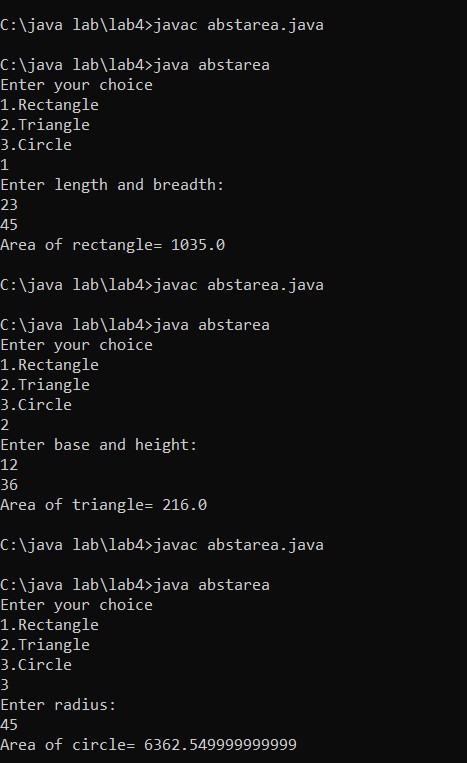 C:\java lab\lab4>javac abstarea.java
C:\java lab\lab4>java abstarea
Enter your choice
1.Rectangle
2.Triangle
3.Circle
1
Enter length and breadth:
23
45
Area of rectangle= 1035.0
C:\java lab\lab4>javac abstarea.java
C:\java lab\lab4>java abstarea
Enter your choice
1.Rectangle
2.Triangle
3.Circle
2
Enter base and height:
12
36
Area of triangle= 216.0
C:\java lab\lab4>javac abstarea.java
C:\java lab\lab4>java abstarea
Enter your choice
1.Rectangle
2.Triangle
3.Circle
3
Enter radius:
45
Area of circle= 6362.549999999999